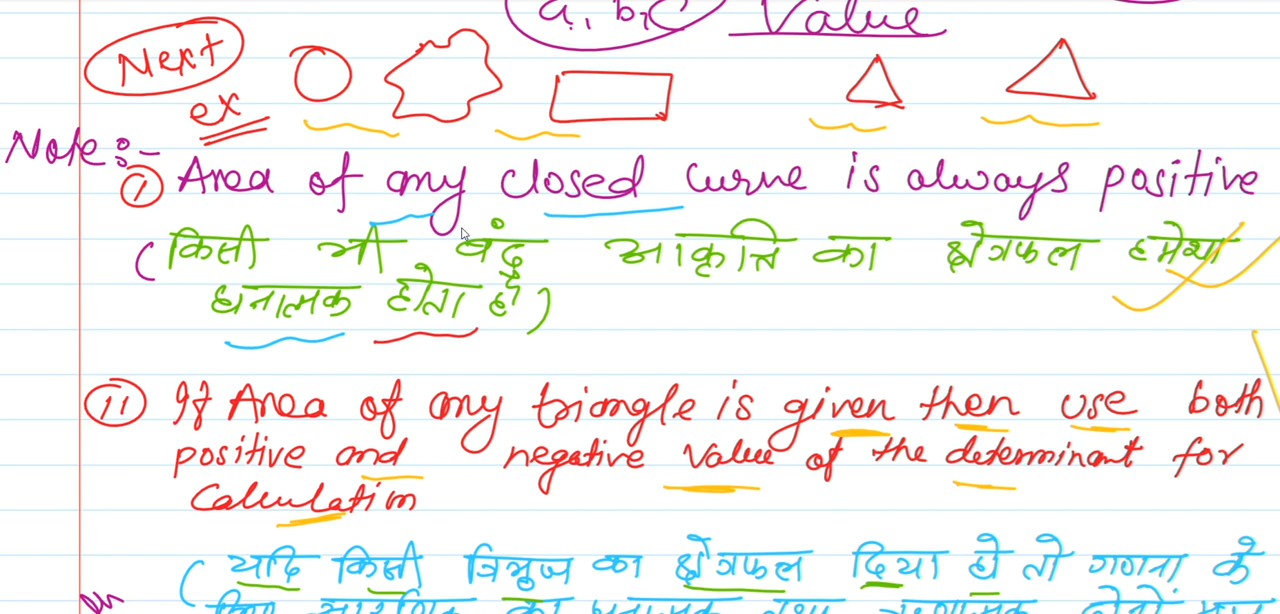 a, b, c Value
Next
ex
Note:-
(i) Area of any closed curve is always positive
(किसी भी बंद आकृति का क्षेत्रफल हमेशा
धनात्मक होता है)
(ii) If Area of any triangle is given then use both
positive and negative value of the determinant for
Calculation
(यदि किसी त्रिभुज का क्षेत्रफल दिया हो तो गणना के